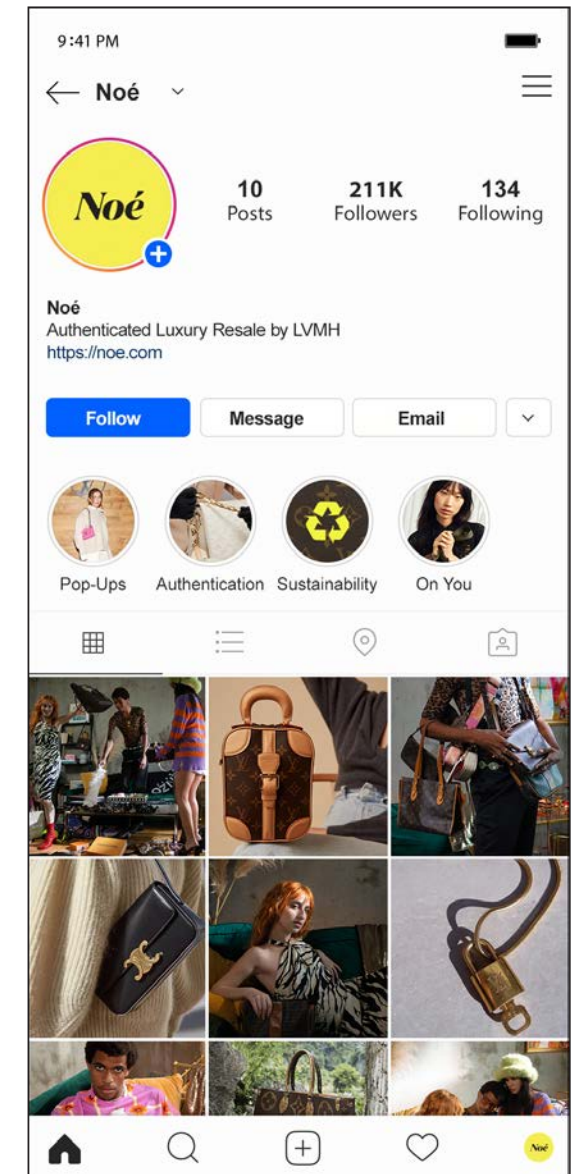 9:41 PM
Noé
Noé
10
Posts
211K
Followers
134
Following
Noé
Authenticated Luxury Resale by LVMH
https://noe.com
Follow
Message
Email
Pop-Ups
Authentication
Sustainability
On You
Noé